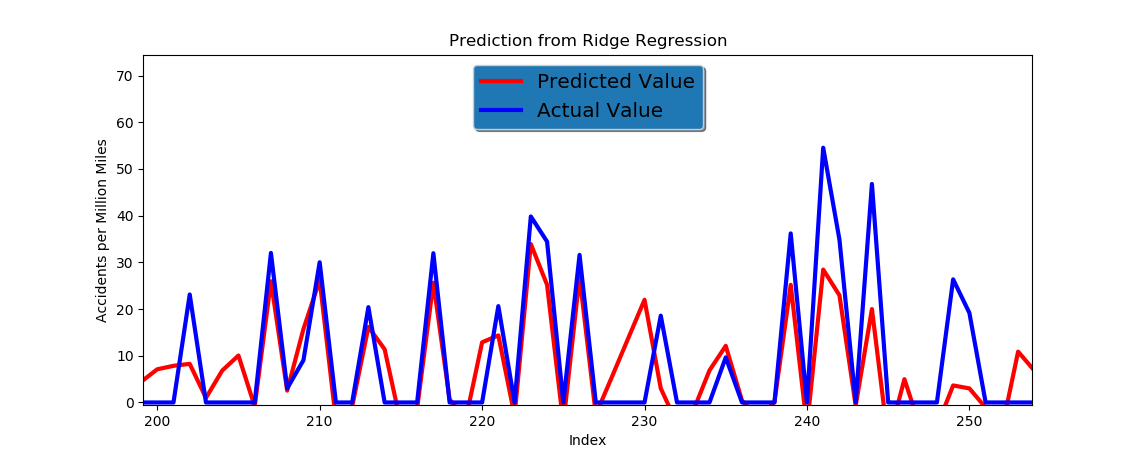 Prediction from Ridge Regression
Predicted Value
Actual Value
Accidents per Million Miles
70
60
50
40
30
20
10
0
200 210 220 230 240 250
Index